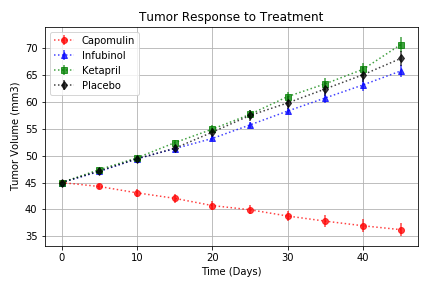 Tumor Response to Treatment
Capomulin
Infubinol
Ketapril
Placebo
Tumor Volume (mm3)
70
65
60
55
50
45
40
35
0 10 20 30 40
Time (Days)